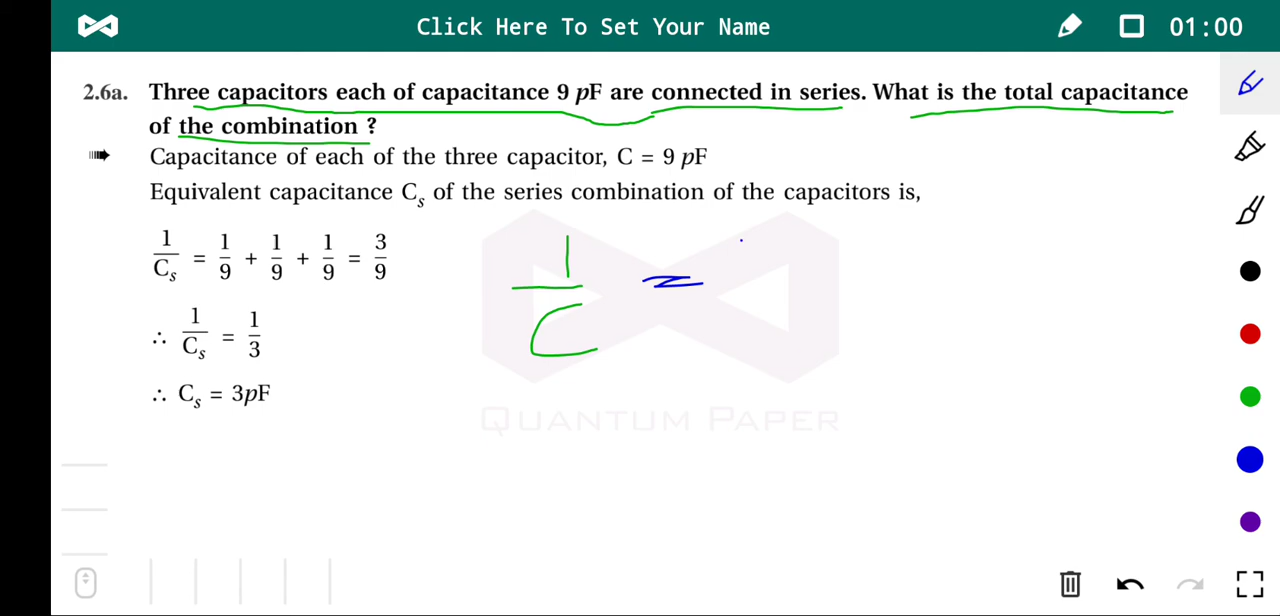 Click Here To Set Your Name
01:00
2.6a. Three capacitors each of capacitance 9 pF are connected in series. What is the total capacitance
of the combination ?
Capacitance of each of the three capacitor, C = 9 pF
Equivalent capacitance Cₛ of the series combination of the capacitors is,
1/Cₛ = 1/9 + 1/9 + 1/9 = 3/9
∴ 1/Cₛ = 1/3
∴ Cₛ = 3pF
1/C =
QUANTUM PAPER